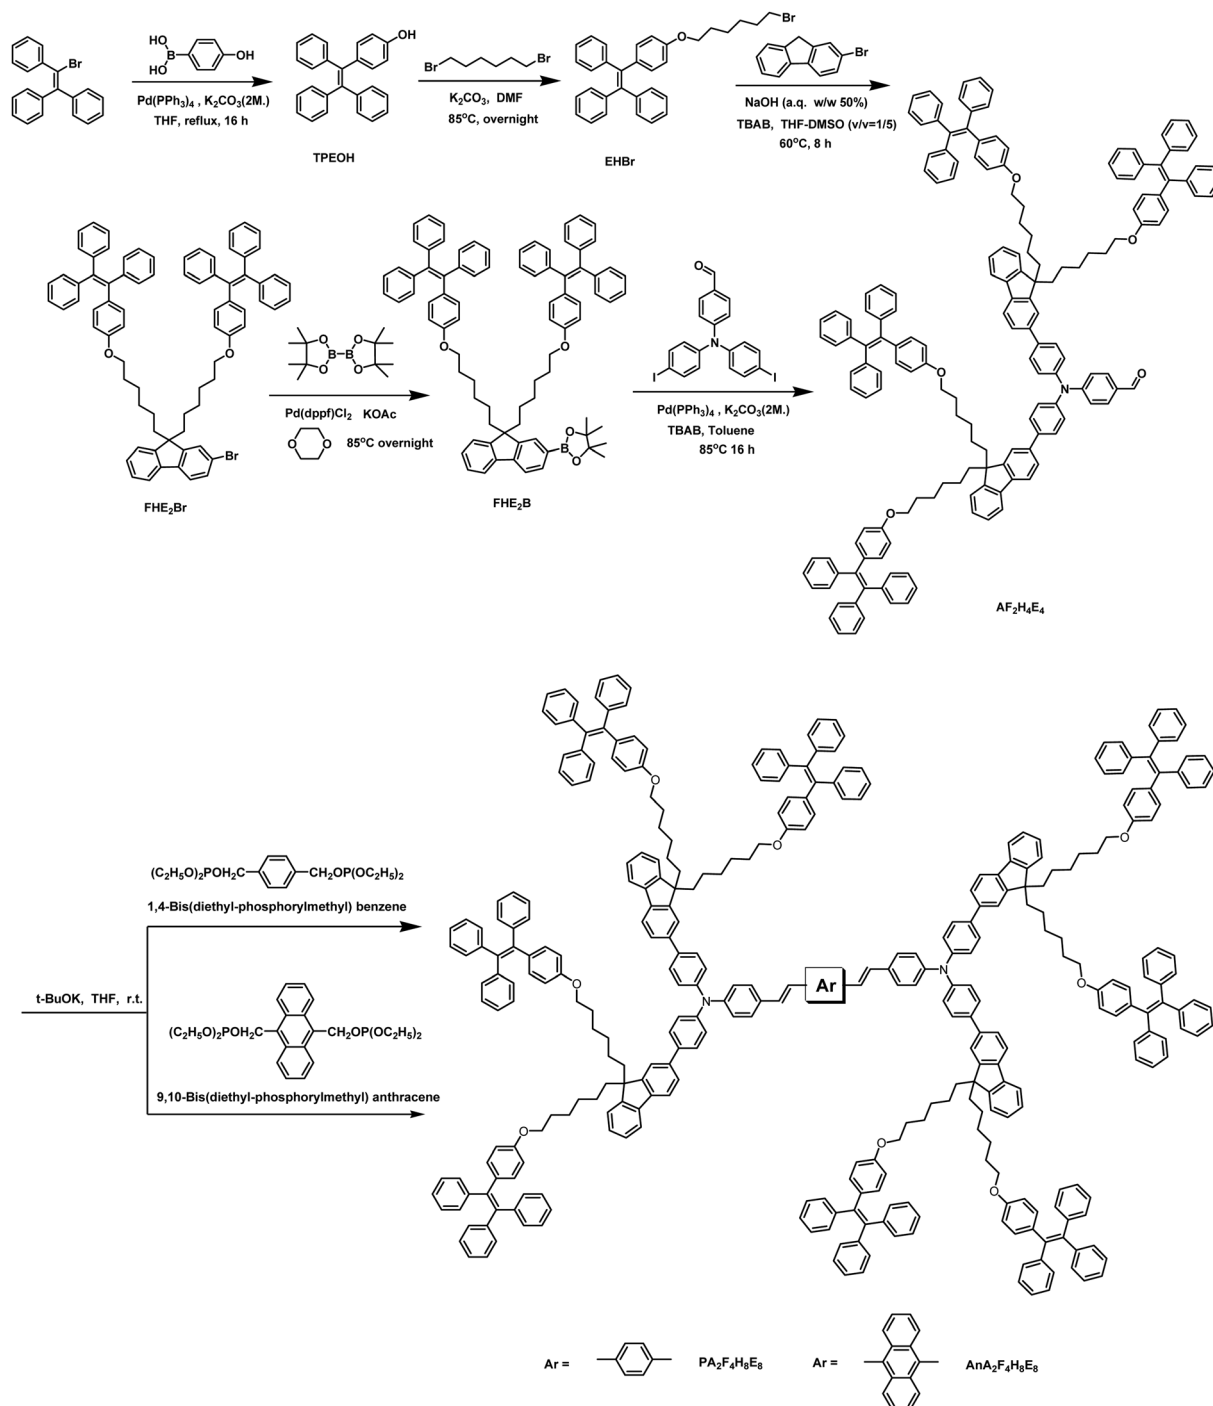 Br
HO
B
HO
OH
Pd(PPh3)4 , K2CO3(2M.)
THF, reflux, 16 h
OH
TPEOH
Br
Br
K2CO3, DMF
85°C, overnight
Br
O
EHBr
Br
NaOH (a.q. w/w 50%)
TBAB, THF-DMSO (v/v=1/5)
60°C, 8 h
O
O
Br
FHE2Br
O O
B B
O O
Pd(dppf)Cl2 KOAc
O
O
85°C overnight
O
O
B
O
O
FHE2B
O
N
I
I
Pd(PPh3)4 , K2CO3(2M.)
TBAB, Toluene
85°C 16 h
O
O
O
N
O
O
AF2H4E4
t-BuOK, THF, r.t.
(C2H5O)2POH2C
CH2OP(OC2H5)2
1,4-Bis(diethyl-phosphorylmethyl) benzene
(C2H5O)2POH2C
CH2OP(OC2H5)2
9,10-Bis(diethyl-phosphorylmethyl) anthracene
O
O
O
O
N
Ar
N
O
O
O
O
Ar =
PA2F4H8E8
Ar =
AnA2F4H8E8